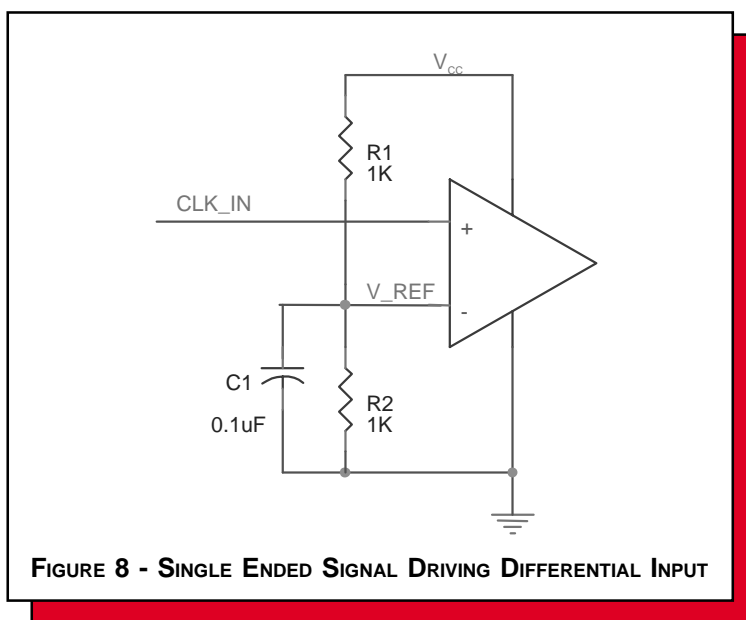 Vcc
R1
1K
CLK_IN
+
V_REF
-
C1
0.1uF
R2
1K
FIGURE 8 - SINGLE ENDED SIGNAL DRIVING DIFFERENTIAL INPUT